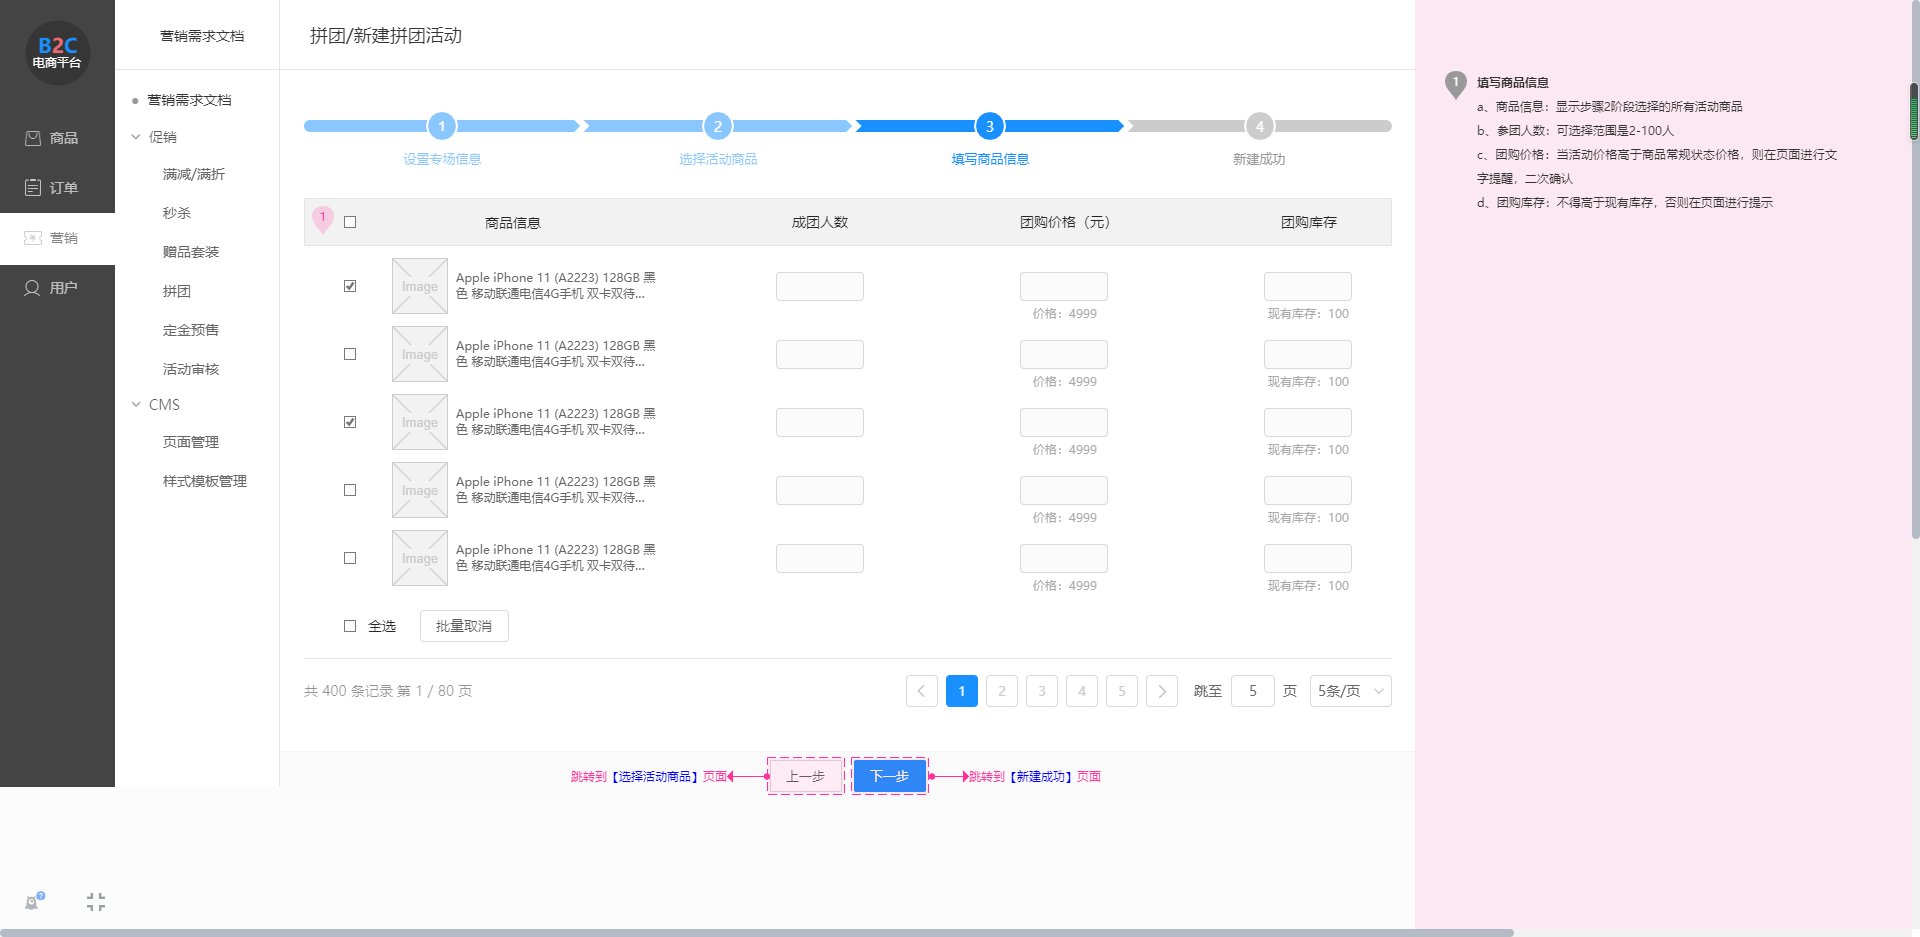 B2C
电商平台
商品
订单
营销
用户
营销需求文档
营销需求文档
促销
满减/满折
秒杀
赠品套装
拼团
定金预售
活动审核
CMS
页面管理
样式模板管理
拼团/新建拼团活动
1
2
3
4
设置专场信息
选择活动商品
填写商品信息
新建成功
1
商品信息
成团人数
团购价格（元）
团购库存
Image
Apple iPhone 11 (A2223) 128GB 黑
色 移动联通电信4G手机 双卡双待...
价格：4999
现有库存：100
Image
Apple iPhone 11 (A2223) 128GB 黑
色 移动联通电信4G手机 双卡双待...
价格：4999
现有库存：100
Image
Apple iPhone 11 (A2223) 128GB 黑
色 移动联通电信4G手机 双卡双待...
价格：4999
现有库存：100
Image
Apple iPhone 11 (A2223) 128GB 黑
色 移动联通电信4G手机 双卡双待...
价格：4999
现有库存：100
Image
Apple iPhone 11 (A2223) 128GB 黑
色 移动联通电信4G手机 双卡双待...
价格：4999
现有库存：100
全选
批量取消
共 400 条记录 第 1 / 80 页
1
2
3
4
5
跳至
5
页
5条/页
跳转到【选择活动商品】页面
上一步
下一步
跳转到【新建成功】页面
1
填写商品信息
a、商品信息：显示步骤2阶段选择的所有活动商品
b、参团人数：可选择范围是2-100人
c、团购价格：当活动价格高于商品常规状态价格，则在页面进行文
字提醒，二次确认
d、团购库存：不得高于现有库存，否则在页面进行提示
?